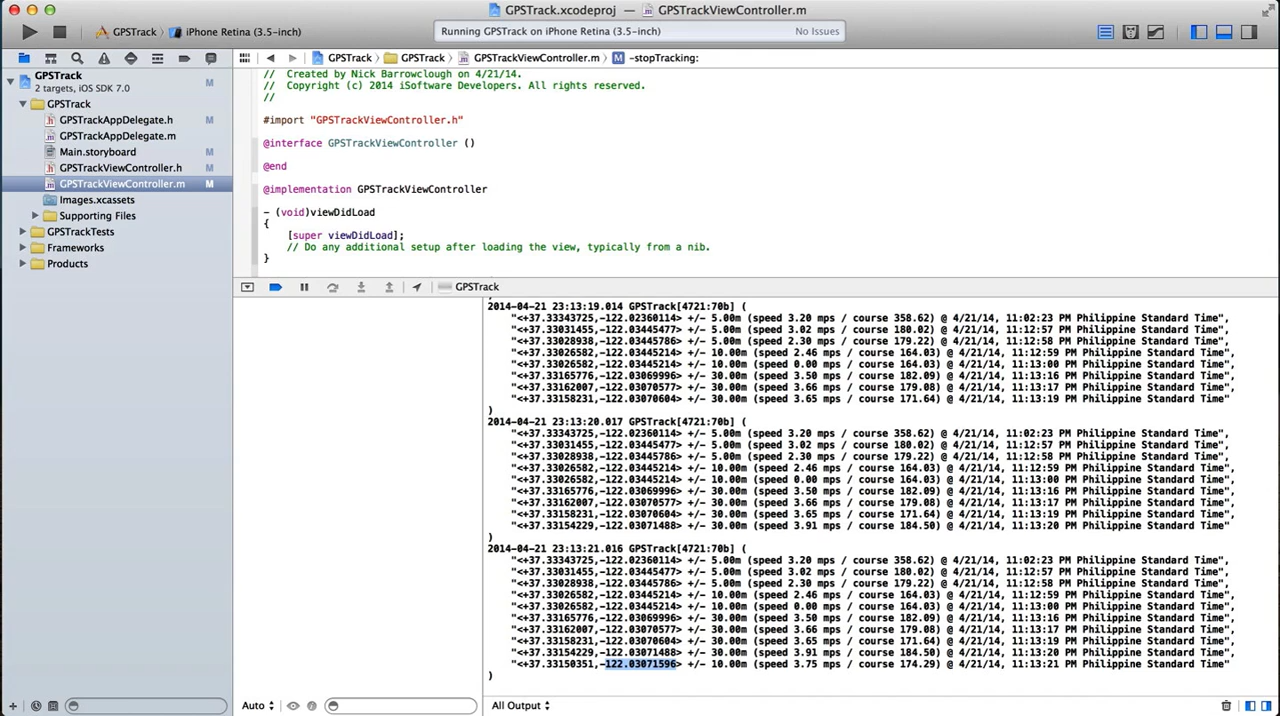 GPSTrack.xcodeproj — GPSTrackViewController.m
GPSTrack iPhone Retina (3.5-inch)
Running GPSTrack on iPhone Retina (3.5-inch) No Issues
GPSTrack GPSTrack GPSTrackViewController.m M -stopTracking:
GPSTrack M
2 targets, iOS SDK 7.0
GPSTrack
h GPSTrackAppDelegate.h M
m GPSTrackAppDelegate.m
Main.storyboard M
h GPSTrackViewController.h M
m GPSTrackViewController.m M
Images.xcassets
Supporting Files
GPSTrackTests
Frameworks
Products
// Created by Nick Barrowclough on 4/21/14.
// Copyright (c) 2014 iSoftware Developers. All rights reserved.
//
#import "GPSTrackViewController.h"
@interface GPSTrackViewController ()
@end
@implementation GPSTrackViewController
- (void)viewDidLoad
{
[super viewDidLoad];
// Do any additional setup after loading the view, typically from a nib.
}
GPSTrack
2014-04-21 23:13:19.014 GPSTrack[4721:70b] (
"<+37.33343725,-122.02360114> +/- 5.00m (speed 3.20 mps / course 358.62) @ 4/21/14, 11:02:23 PM Philippine Standard Time",
"<+37.33031455,-122.03445477> +/- 5.00m (speed 3.02 mps / course 180.02) @ 4/21/14, 11:12:57 PM Philippine Standard Time",
"<+37.33028938,-122.03445786> +/- 5.00m (speed 2.30 mps / course 179.22) @ 4/21/14, 11:12:58 PM Philippine Standard Time",
"<+37.33026582,-122.03445214> +/- 10.00m (speed 2.46 mps / course 164.03) @ 4/21/14, 11:12:59 PM Philippine Standard Time",
"<+37.33026582,-122.03445214> +/- 10.00m (speed 0.00 mps / course 164.03) @ 4/21/14, 11:13:00 PM Philippine Standard Time",
"<+37.33165776,-122.03069996> +/- 30.00m (speed 3.50 mps / course 182.09) @ 4/21/14, 11:13:16 PM Philippine Standard Time",
"<+37.33162007,-122.03070577> +/- 30.00m (speed 3.66 mps / course 179.08) @ 4/21/14, 11:13:17 PM Philippine Standard Time",
"<+37.33158231,-122.03070604> +/- 30.00m (speed 3.65 mps / course 171.64) @ 4/21/14, 11:13:19 PM Philippine Standard Time"
)
2014-04-21 23:13:20.017 GPSTrack[4721:70b] (
"<+37.33343725,-122.02360114> +/- 5.00m (speed 3.20 mps / course 358.62) @ 4/21/14, 11:02:23 PM Philippine Standard Time",
"<+37.33031455,-122.03445477> +/- 5.00m (speed 3.02 mps / course 180.02) @ 4/21/14, 11:12:57 PM Philippine Standard Time",
"<+37.33028938,-122.03445786> +/- 5.00m (speed 2.30 mps / course 179.22) @ 4/21/14, 11:12:58 PM Philippine Standard Time",
"<+37.33026582,-122.03445214> +/- 10.00m (speed 2.46 mps / course 164.03) @ 4/21/14, 11:12:59 PM Philippine Standard Time",
"<+37.33026582,-122.03445214> +/- 10.00m (speed 0.00 mps / course 164.03) @ 4/21/14, 11:13:00 PM Philippine Standard Time",
"<+37.33165776,-122.03069996> +/- 30.00m (speed 3.50 mps / course 182.09) @ 4/21/14, 11:13:16 PM Philippine Standard Time",
"<+37.33162007,-122.03070577> +/- 30.00m (speed 3.66 mps / course 179.08) @ 4/21/14, 11:13:17 PM Philippine Standard Time",
"<+37.33158231,-122.03070604> +/- 30.00m (speed 3.65 mps / course 171.64) @ 4/21/14, 11:13:19 PM Philippine Standard Time",
"<+37.33154229,-122.03071488> +/- 30.00m (speed 3.91 mps / course 184.50) @ 4/21/14, 11:13:20 PM Philippine Standard Time"
)
2014-04-21 23:13:21.016 GPSTrack[4721:70b] (
"<+37.33343725,-122.02360114> +/- 5.00m (speed 3.20 mps / course 358.62) @ 4/21/14, 11:02:23 PM Philippine Standard Time",
"<+37.33031455,-122.03445477> +/- 5.00m (speed 3.02 mps / course 180.02) @ 4/21/14, 11:12:57 PM Philippine Standard Time",
"<+37.33028938,-122.03445786> +/- 5.00m (speed 2.30 mps / course 179.22) @ 4/21/14, 11:12:58 PM Philippine Standard Time",
"<+37.33026582,-122.03445214> +/- 10.00m (speed 2.46 mps / course 164.03) @ 4/21/14, 11:12:59 PM Philippine Standard Time",
"<+37.33026582,-122.03445214> +/- 10.00m (speed 0.00 mps / course 164.03) @ 4/21/14, 11:13:00 PM Philippine Standard Time",
"<+37.33165776,-122.03069996> +/- 30.00m (speed 3.50 mps / course 182.09) @ 4/21/14, 11:13:16 PM Philippine Standard Time",
"<+37.33162007,-122.03070577> +/- 30.00m (speed 3.66 mps / course 179.08) @ 4/21/14, 11:13:17 PM Philippine Standard Time",
"<+37.33158231,-122.03070604> +/- 30.00m (speed 3.65 mps / course 171.64) @ 4/21/14, 11:13:19 PM Philippine Standard Time",
"<+37.33154229,-122.03071488> +/- 30.00m (speed 3.91 mps / course 184.50) @ 4/21/14, 11:13:20 PM Philippine Standard Time",
"<+37.33150351,-122.03071596> +/- 10.00m (speed 3.75 mps / course 174.29) @ 4/21/14, 11:13:21 PM Philippine Standard Time"
)
Auto All Output